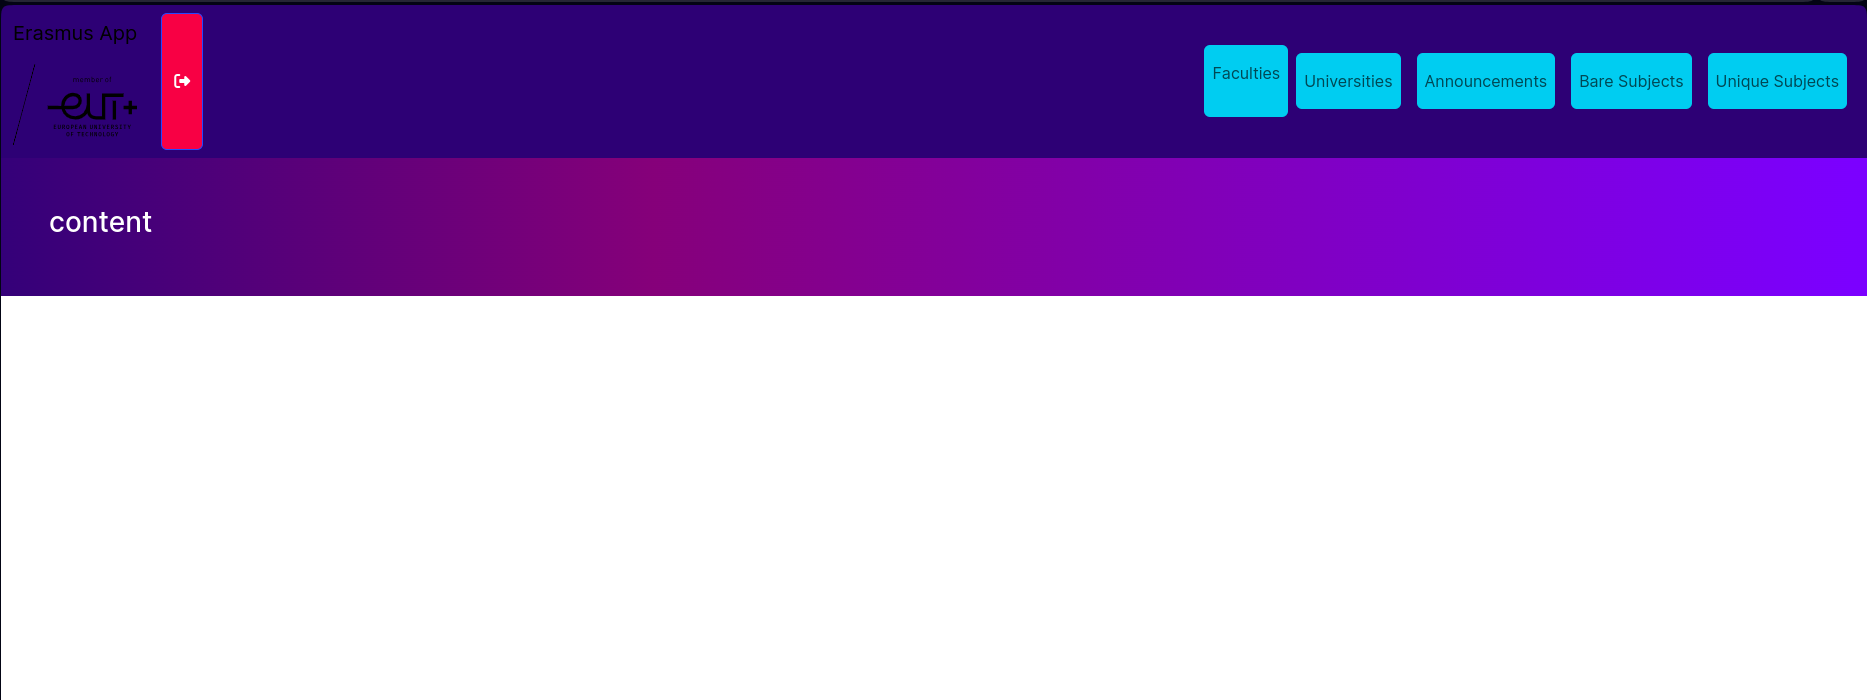 Erasmus App
member of
eut+
EUROPEAN UNIVERSITY
OF TECHNOLOGY
Faculties
Universities
Announcements
Bare Subjects
Unique Subjects
content